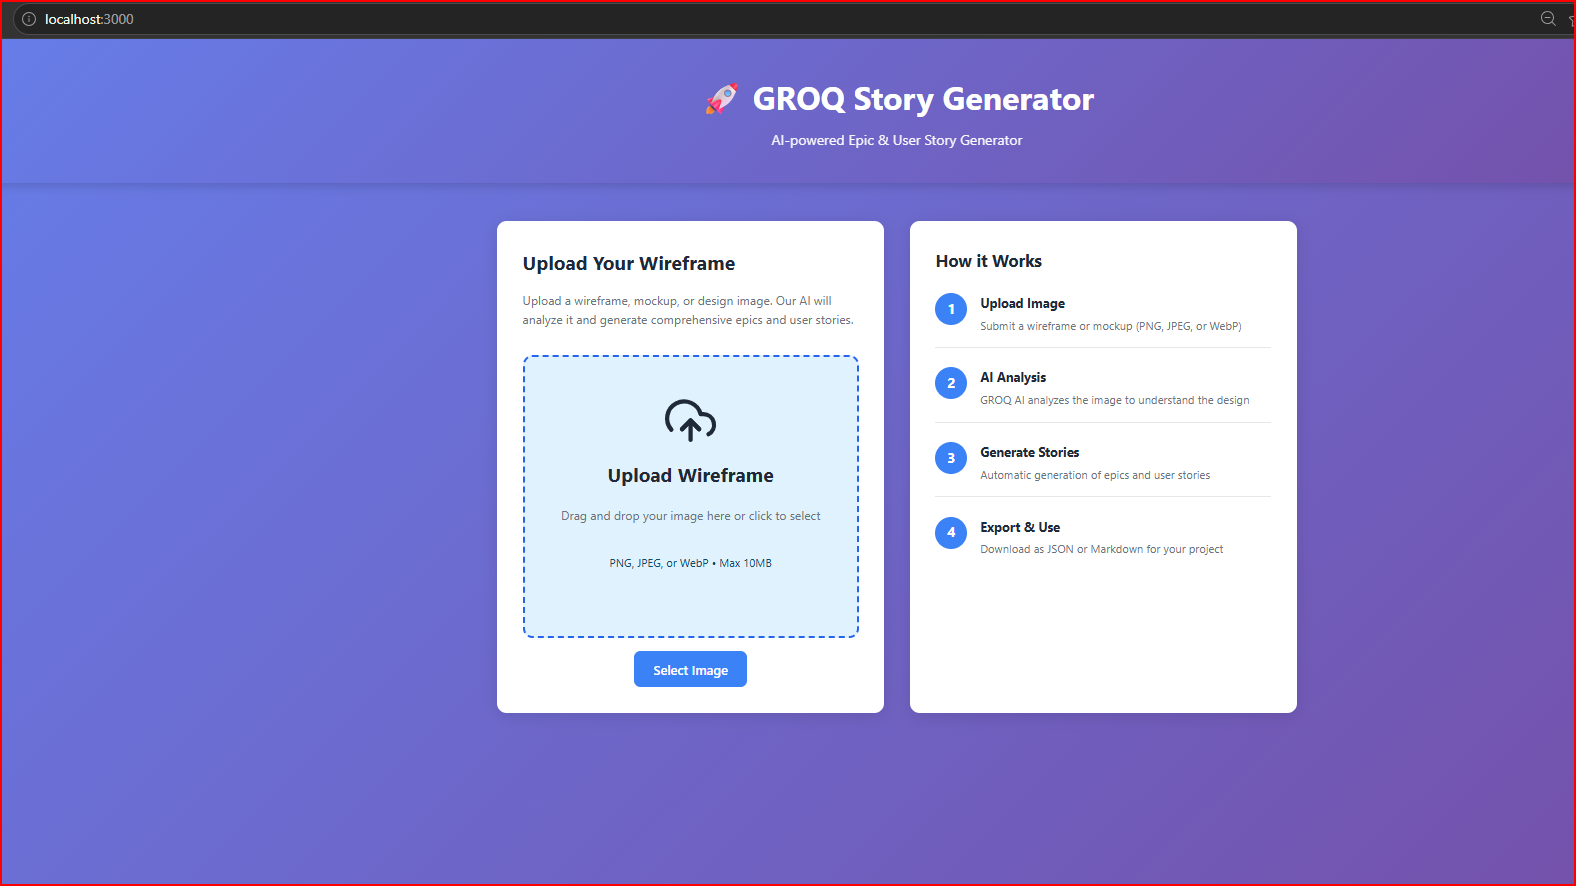 localhost:3000
GROQ Story Generator
AI-powered Epic & User Story Generator
Upload Your Wireframe
Upload a wireframe, mockup, or design image. Our AI will
analyze it and generate comprehensive epics and user stories.
Upload Wireframe
Drag and drop your image here or click to select
PNG, JPEG, or WebP • Max 10MB
Select Image
How it Works
1
Upload Image
Submit a wireframe or mockup (PNG, JPEG, or WebP)
2
AI Analysis
GROQ AI analyzes the image to understand the design
3
Generate Stories
Automatic generation of epics and user stories
4
Export & Use
Download as JSON or Markdown for your project